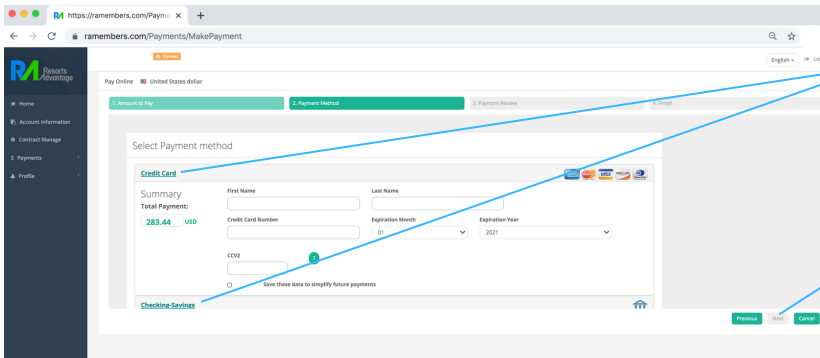 https://ramembers.com/Payme
ramembers.com/Payments/MakePayment
RA Resorts Advantage
Current
English
Lo
Pay Online United States dollar
Home
Account Information
Contract Manage
$ Payments
Profile
1. Amount to Pay
2. Payment Method
3. Payment Review
4. Finish
Select Payment method
Credit Card
VISA
Summary
Total Payment:
283.44 USD
First Name
Last Name
Credit Card Number
Expiration Month
Expiration Year
01
2021
CCV2
?
Save these data to simplify future payments
Checking-Savings
Previous
Next
Cancel